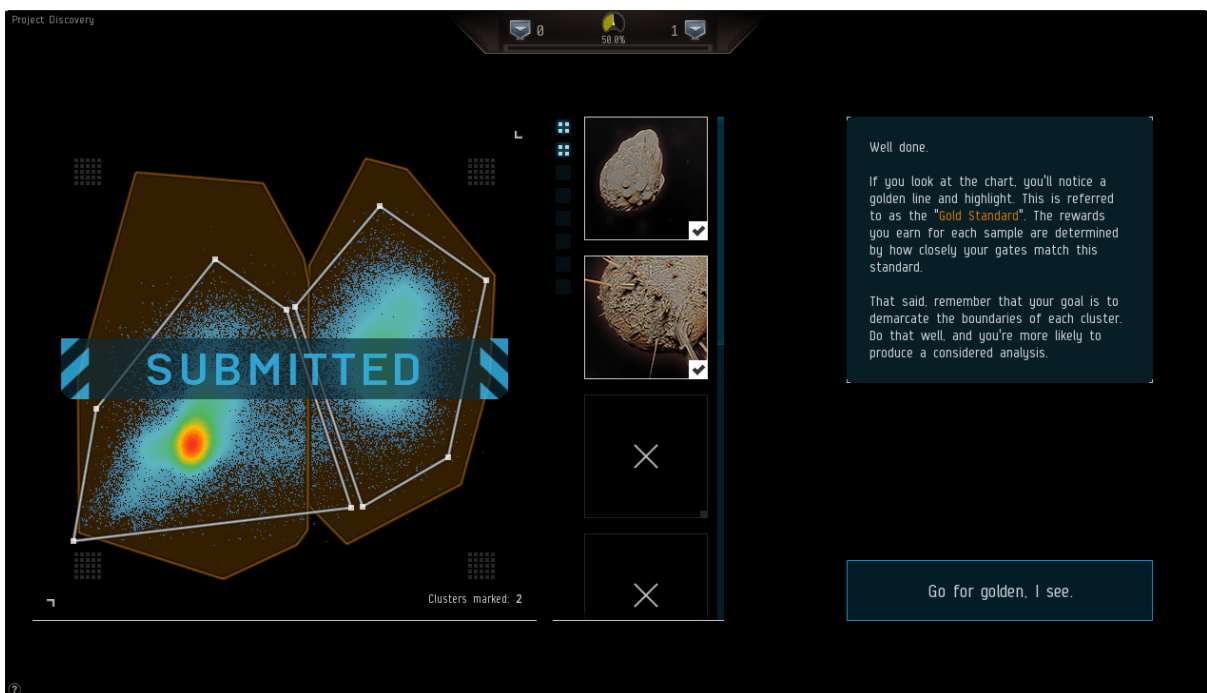 Project Discovery
0
50.0%
1
SUBMITTED
Clusters marked: 2
Well done.
If you look at the chart, you'll notice a
golden line and highlight. This is referred
to as the "Gold Standard". The rewards
you earn for each sample are determined
by how closely your gates match this
standard.
That said, remember that your goal is to
demarcate the boundaries of each cluster.
Do that well, and you're more likely to
produce a considered analysis.
Go for golden, I see.
?